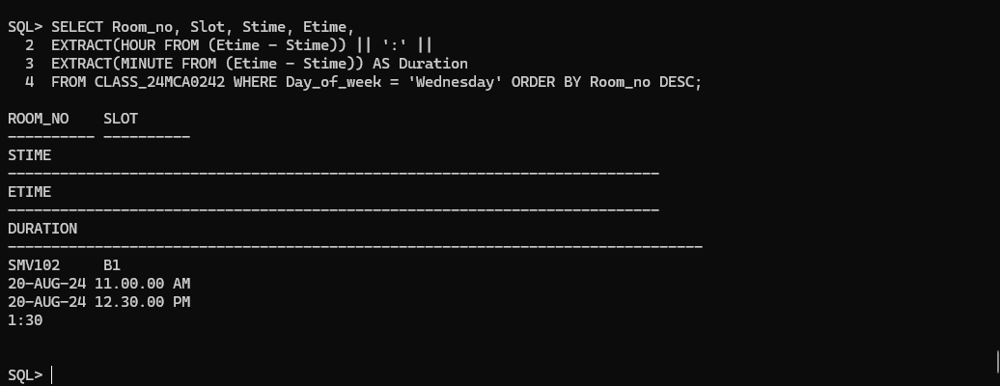 SQL> SELECT Room_no, Slot, Stime, Etime,
  2  EXTRACT(HOUR FROM (Etime - Stime)) || ':' ||
  3  EXTRACT(MINUTE FROM (Etime - Stime)) AS Duration
  4  FROM CLASS_24MCA0242 WHERE Day_of_week = 'Wednesday' ORDER BY Room_no DESC;
ROOM_NO    SLOT
---------- ----------
STIME
---------------------------------------------------------------------------
ETIME
---------------------------------------------------------------------------
DURATION
--------------------------------------------------------------------------------
SMV102     B1
20-AUG-24 11.00.00 AM
20-AUG-24 12.30.00 PM
1:30
SQL>